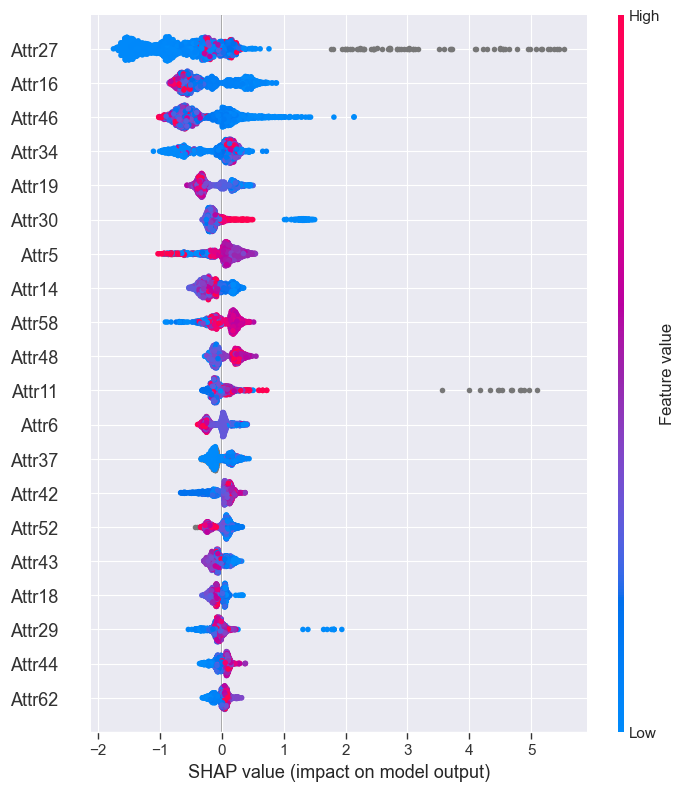 High
Attr27
Attr16
Attr46
Attr34
Attr19
Attr30
Attr5
Attr14
Attr58
Attr48
Attr11
Attr6
Attr37
Attr42
Attr52
Attr43
Attr18
Attr29
Attr44
Attr62
Feature value
Low
−2 −1 0 1 2 3 4 5
SHAP value (impact on model output)